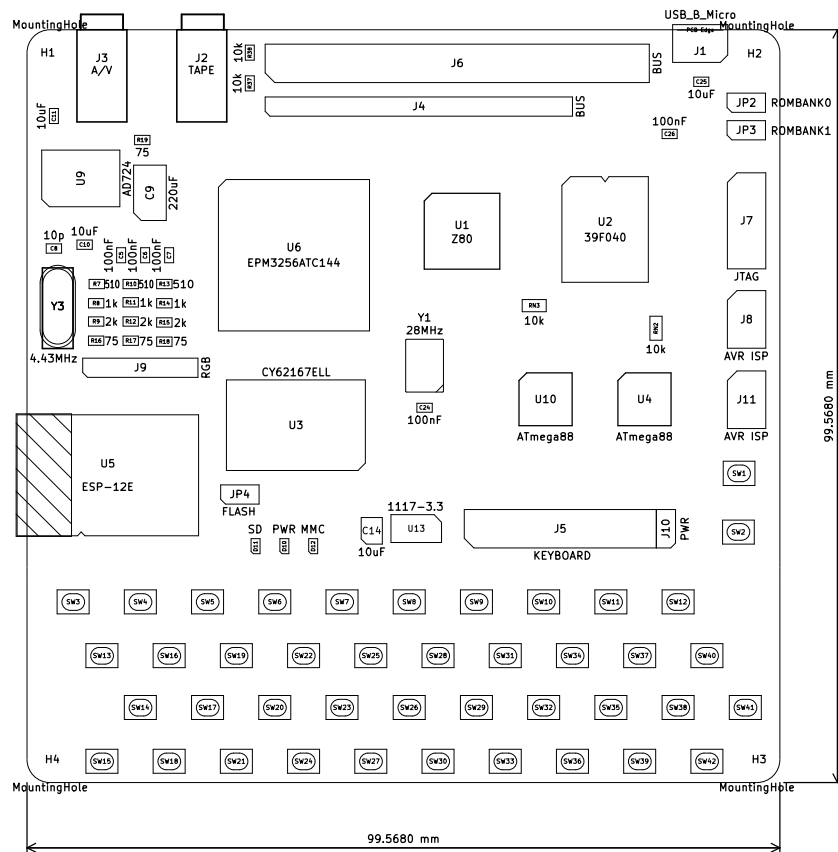 MountingHole
USB_B_Micro
MountingHole
H1
J3
A/V
J2
TAPE
10k
R38
J6
BUS
PCB Edge
J1
H2
10k
R37
C25
10uF
10uF
C11
J4
BUS
JP2
ROMBANK0
100nF
C26
JP3
ROMBANK1
R19
75
U9
AD724
C9
220uF
U6
EPM3256ATC144
U1
Z80
U2
39F040
J7
JTAG
10p
C8
10uF
C10
100nF
C5
100nF
C6
100nF
C7
R7
510
R10
510
R13
510
R8
1k
R11
1k
R14
1k
R9
2k
R12
2k
R15
2k
R16
75
R17
75
R18
75
Y3
4.43MHz
J9
RGB
Y1
28MHz
RN3
10k
RN2
10k
J8
AVR ISP
CY62167ELL
U3
C24
100nF
U10
ATmega88
U4
ATmega88
J11
AVR ISP
99.5680 mm
U5
ESP-12E
SW1
JP4
FLASH
1117-3.3
U13
C14
10uF
SD
PWR
MMC
D11
D10
D12
J5
KEYBOARD
J10
PWR
SW2
SW3 SW4 SW5 SW6 SW7 SW8 SW9 SW10 SW11 SW12
SW13 SW16 SW19 SW22 SW25 SW28 SW31 SW34 SW37 SW40
SW14 SW17 SW20 SW23 SW26 SW29 SW32 SW35 SW38 SW41
H4
SW15 SW18 SW21 SW24 SW27 SW30 SW33 SW36 SW39 SW42
H3
MountingHole
MountingHole
99.5680 mm